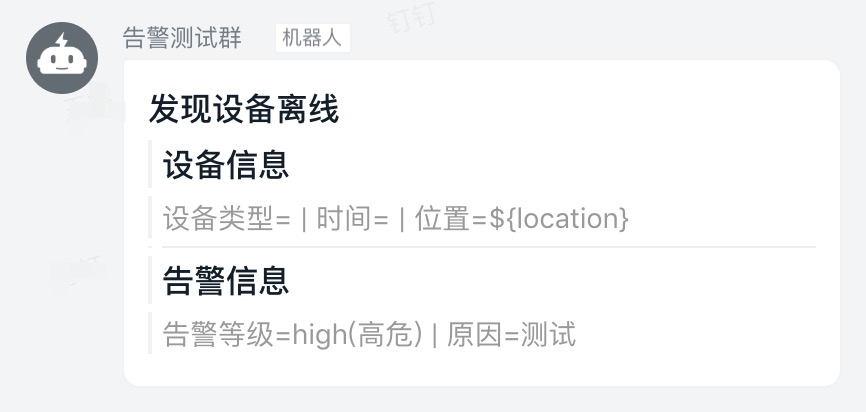 钉钉
告警测试群 机器人
发现设备离线
设备信息
设备类型= | 时间= | 位置=${location}
告警信息
告警等级=high(高危) | 原因=测试